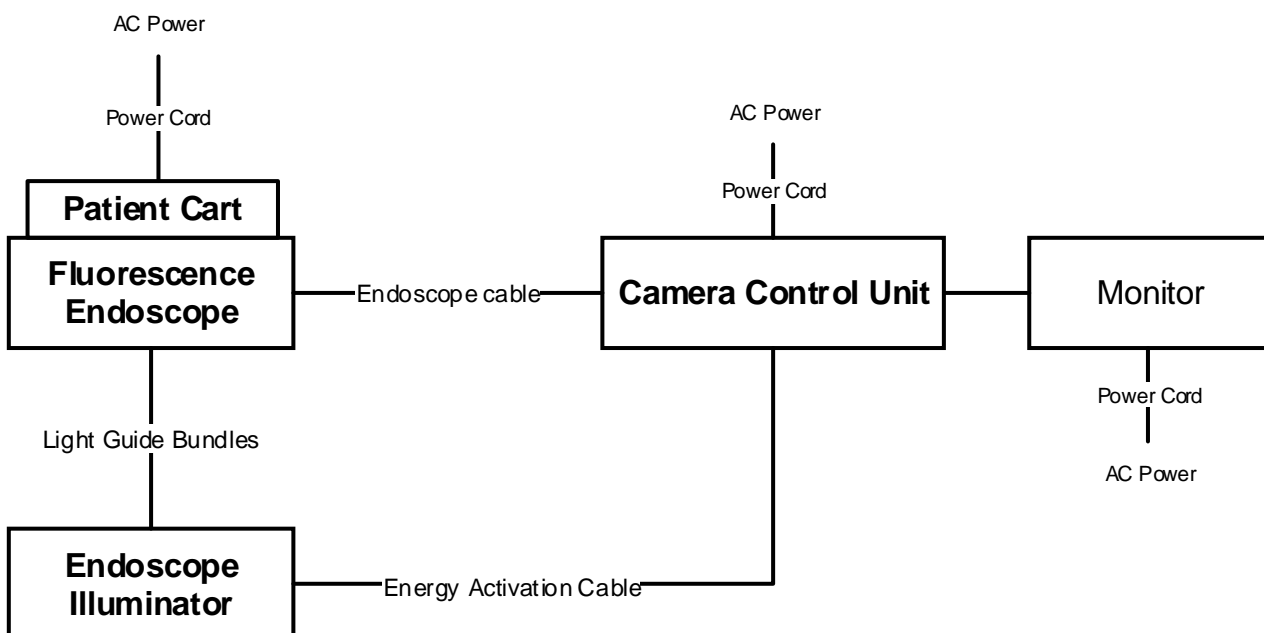 AC Power
Power Cord
Patient Cart
Fluorescence
Endoscope
Light Guide Bundles
Endoscope
Illuminator
Endoscope cable
Energy Activation Cable
AC Power
Power Cord
Camera Control Unit
Monitor
Power Cord
AC Power